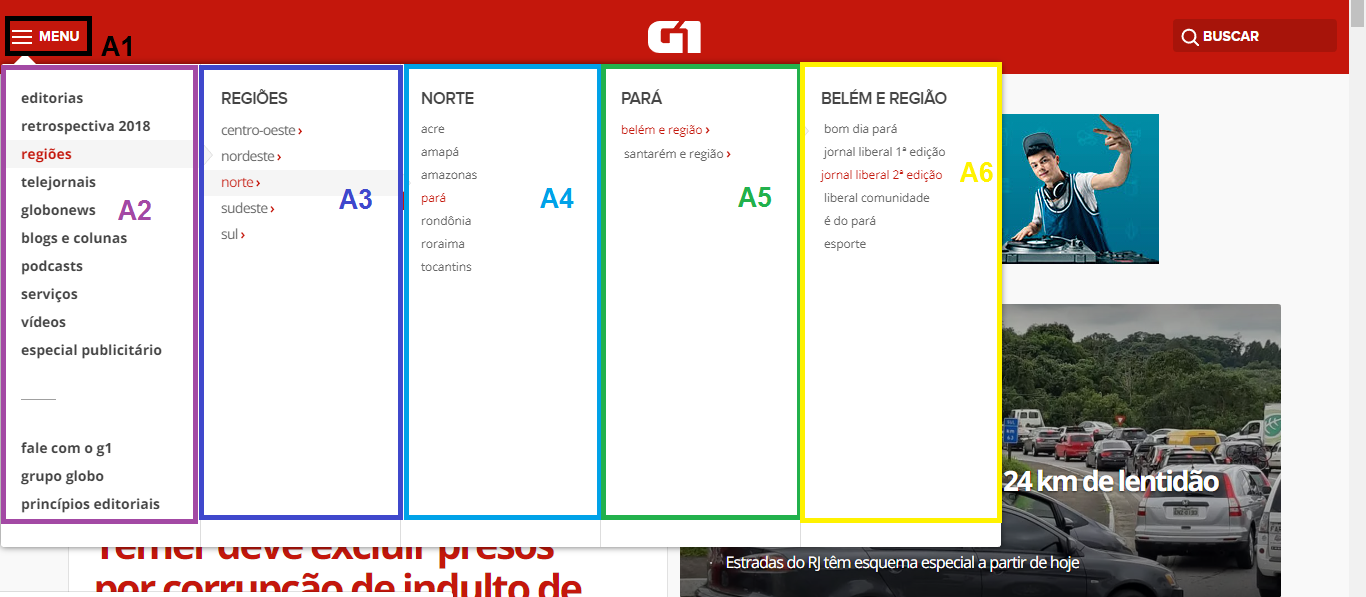 MENU
A1
G1
BUSCAR
editorias
retrospectiva 2018
regiões
telejornais
globonews
A2
blogs e colunas
podcasts
serviços
vídeos
especial publicitário
fale com o g1
grupo globo
princípios editoriais
REGIÕES
centro-oeste ›
nordeste ›
norte ›
A3
sudeste ›
sul ›
NORTE
acre
amapá
amazonas
pará
A4
rondônia
roraima
tocantins
PARÁ
belém e região ›
santarém e região ›
A5
BELÉM E REGIÃO
bom dia pará
jornal liberal 1ª edição
jornal liberal 2ª edição
A6
liberal comunidade
é do pará
esporte
24 km de lentidão
Estradas do RJ têm esquema especial a partir de hoje
Temer deve excluir presos
por corrupção de indulto de